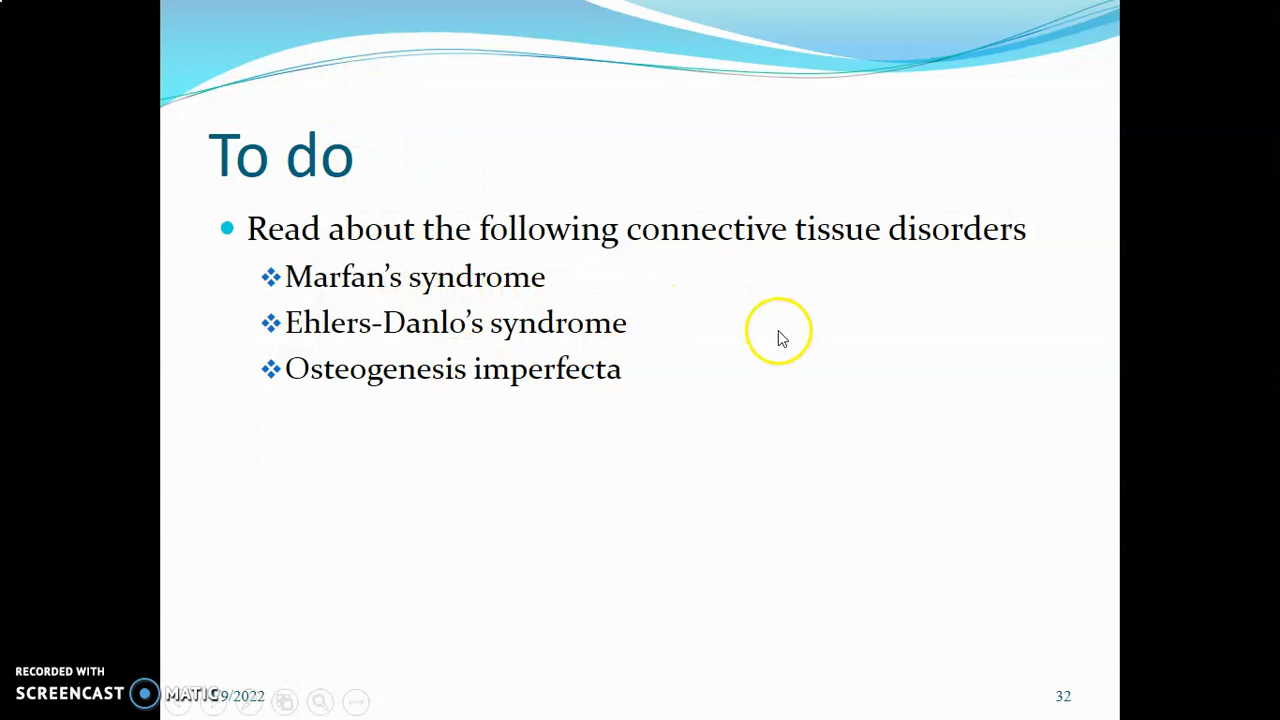 To do
Read about the following connective tissue disorders
Marfan’s syndrome
Ehlers-Danlo’s syndrome
Osteogenesis imperfecta
RECORDED WITH
SCREENCAST MATIC
9/2022
32